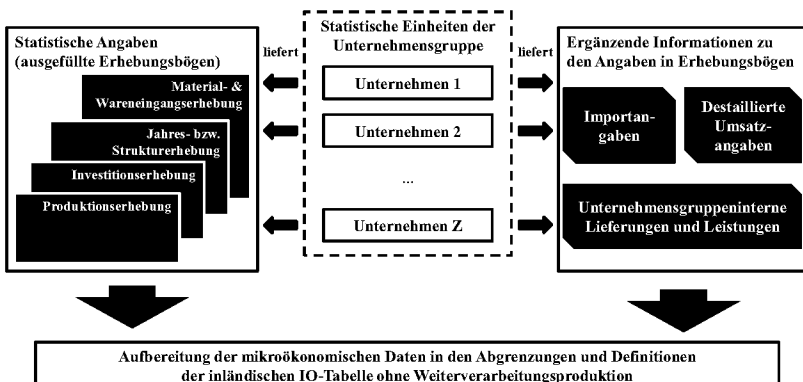 Statistische Angaben
(ausgefüllte Erhebungsbögen)
Material- &
Wareneingangserhebung
Jahres- bzw.
Strukturerhebung
Investitionserhebung
Produktionserhebung
liefert
Statistische Einheiten der
Unternehmensgruppe
Unternehmen 1
Unternehmen 2
...
Unternehmen Z
liefert
Ergänzende Informationen zu
den Angaben in Erhebungsbögen
Importan-
gaben
Destillierte
Umsatz-
angaben
Unternehmensgruppeninterne
Lieferungen und Leistungen
Aufbereitung der mikroökonomischen Daten in den Abgrenzungen und Definitionen
der inländischen IO-Tabelle ohne Weiterverarbeitungsproduktion